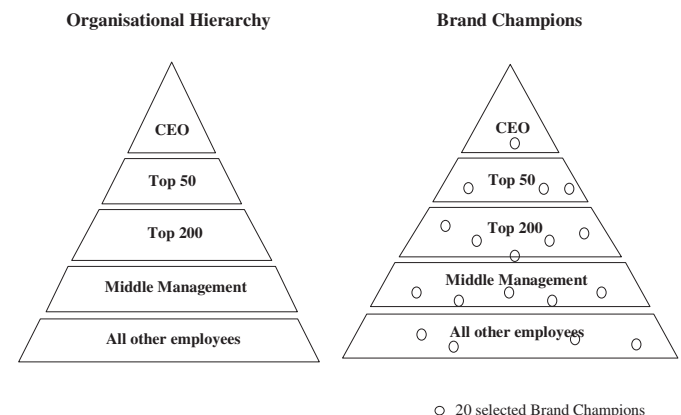 Organisational Hierarchy
Brand Champions
CEO
Top 50
Top 200
Middle Management
All other employees
CEO
Top 50
Top 200
Middle Management
All other employees
20 selected Brand Champions